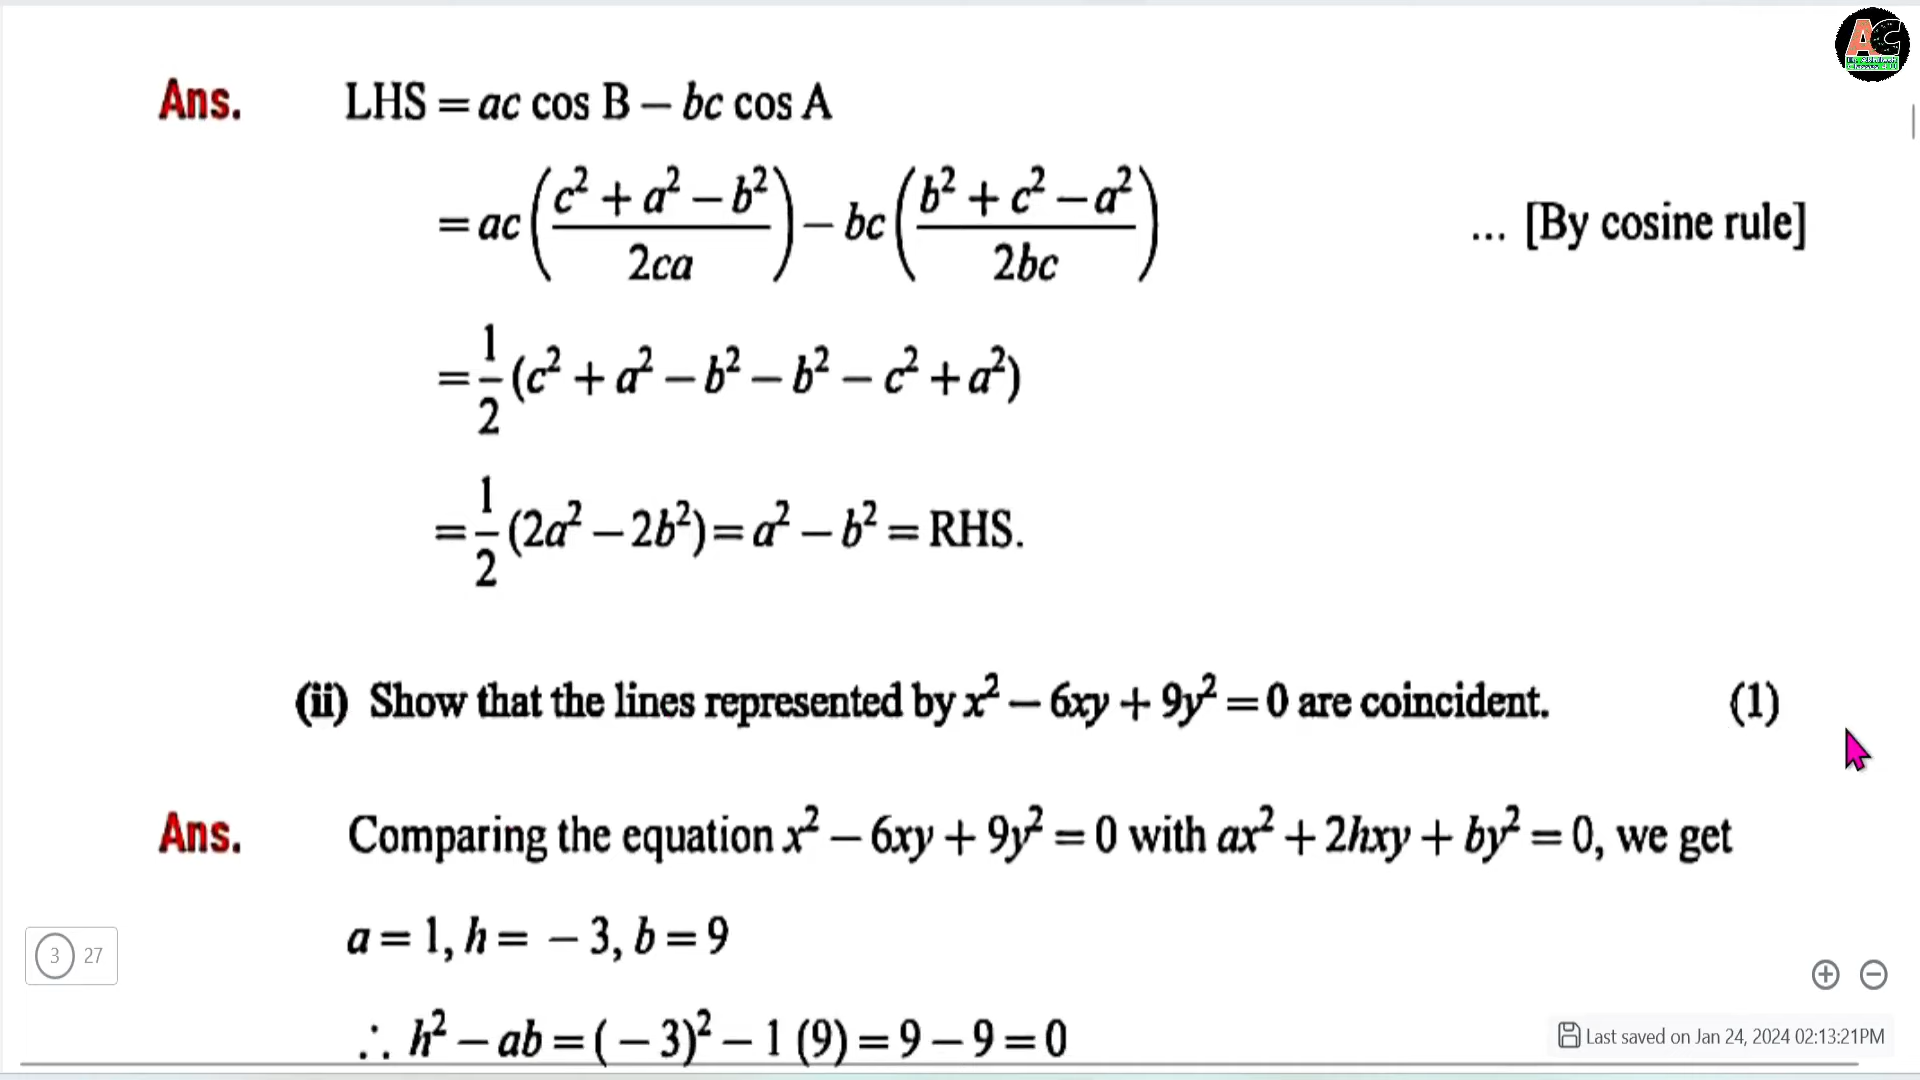 AC
Ans. LHS = ac cos B – bc cos A
= ac((c² + a² – b²)/2ca) – bc((b² + c² – a²)/2bc) ... [By cosine rule]
= 1/2 (c² + a² – b² – b² – c² + a²)
= 1/2 (2a² – 2b²) = a² – b² = RHS.
(ii) Show that the lines represented by x² – 6xy + 9y² = 0 are coincident. (1)
Ans. Comparing the equation x² – 6xy + 9y² = 0 with ax² + 2hxy + by² = 0, we get
a = 1, h = – 3, b = 9
3 27
∴ h² – ab = ( – 3)² – 1 (9) = 9 – 9 = 0
Last saved on Jan 24, 2024 02:13:21PM